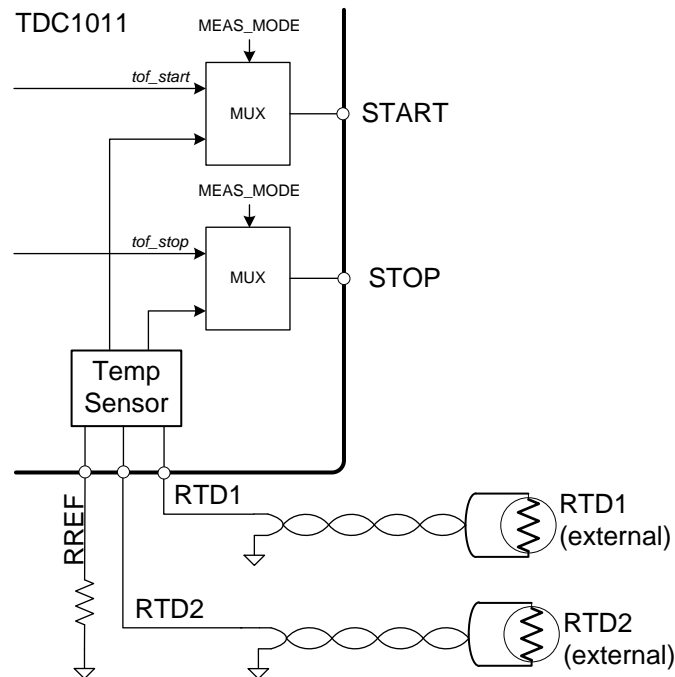 TDC1011
MEAS_MODE
tof_start
MUX
START
MEAS_MODE
tof_stop
MUX
STOP
Temp
Sensor
RTD1
RREF
RTD1
(external)
RTD2
RTD2
(external)